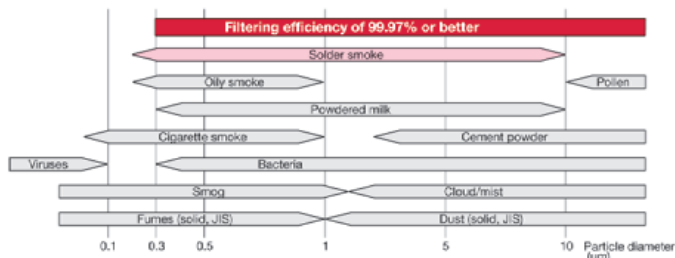 Filtering efficiency of 99.97% or better
Solder smoke
Oily smoke
Pollen
Powdered milk
Cigarette smoke
Cement powder
Viruses
Bacteria
Smog
Cloud/mist
Fumes (solid, JIS)
Dust (solid, JIS)
0.1 0.3 0.5 1 5 10 Particle diameter
(μm)